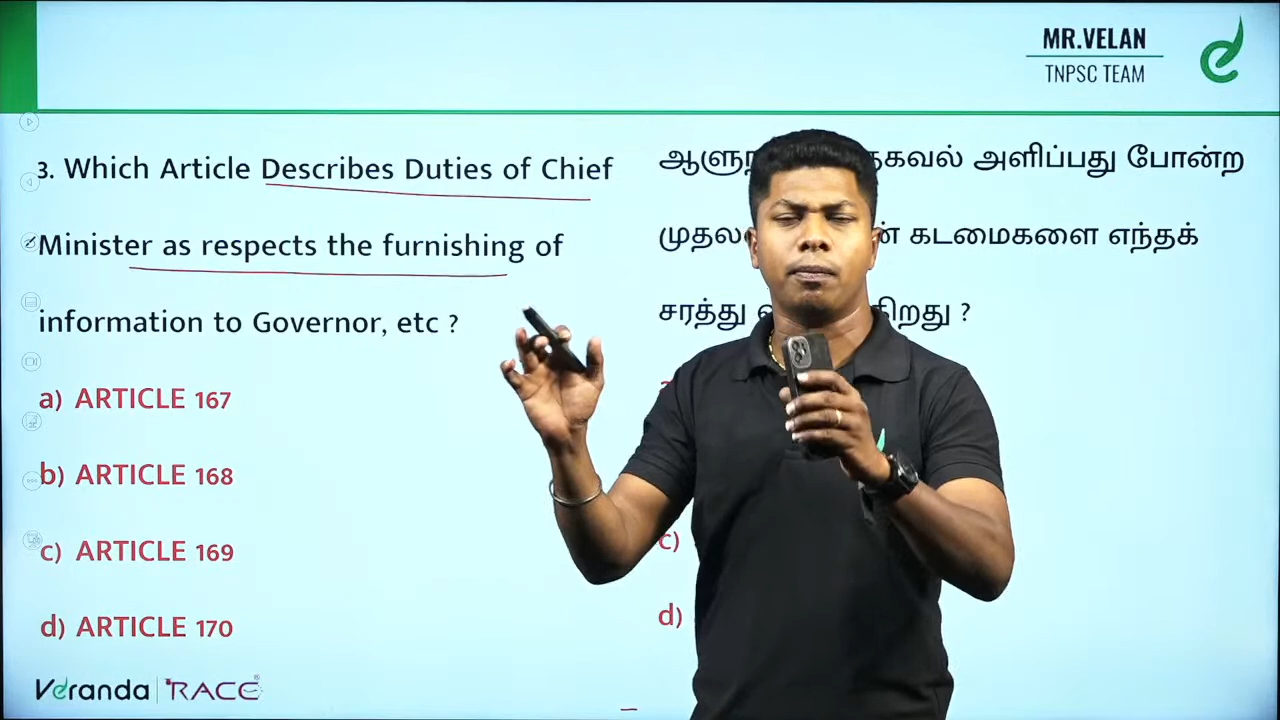 MR.VELAN
TNPSC TEAM
3. Which Article Describes Duties of Chief
Minister as respects the furnishing of
information to Governor, etc ?
a) ARTICLE 167
b) ARTICLE 168
c) ARTICLE 169
d) ARTICLE 170
அளிப்பது போன்ற
கடமைகளை எந்தக்
சரத்து ?
c)
d)
Veranda RACE